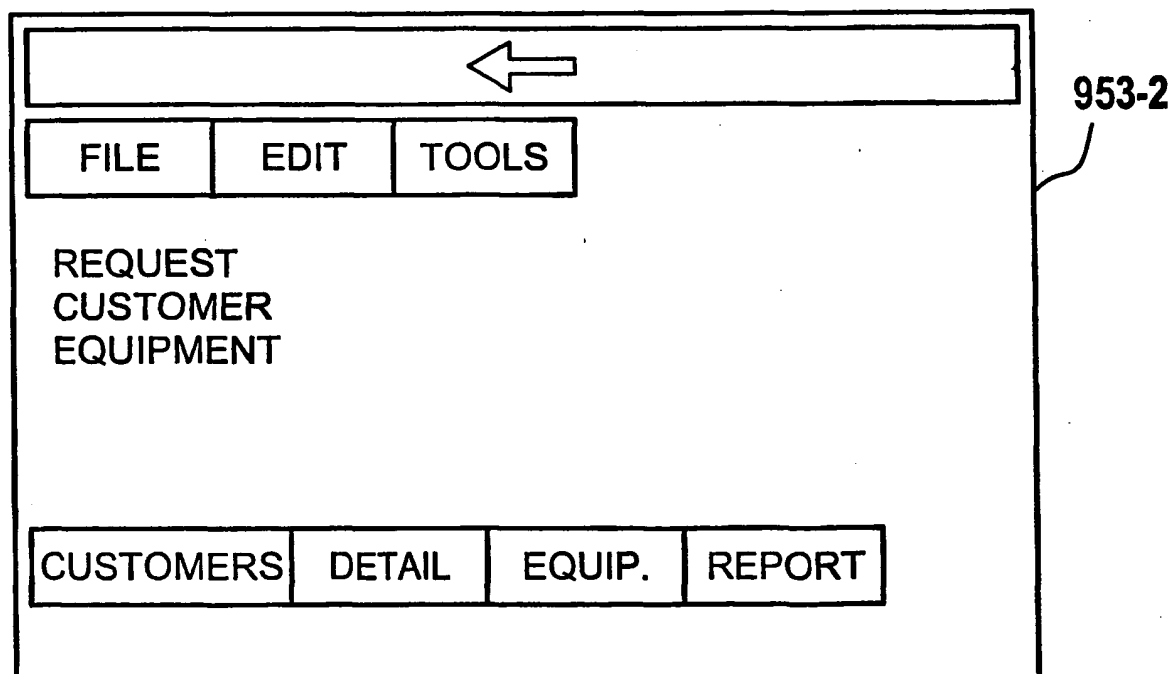 953-2
FILE EDIT TOOLS
REQUEST
CUSTOMER
EQUIPMENT
CUSTOMERS DETAIL EQUIP. REPORT